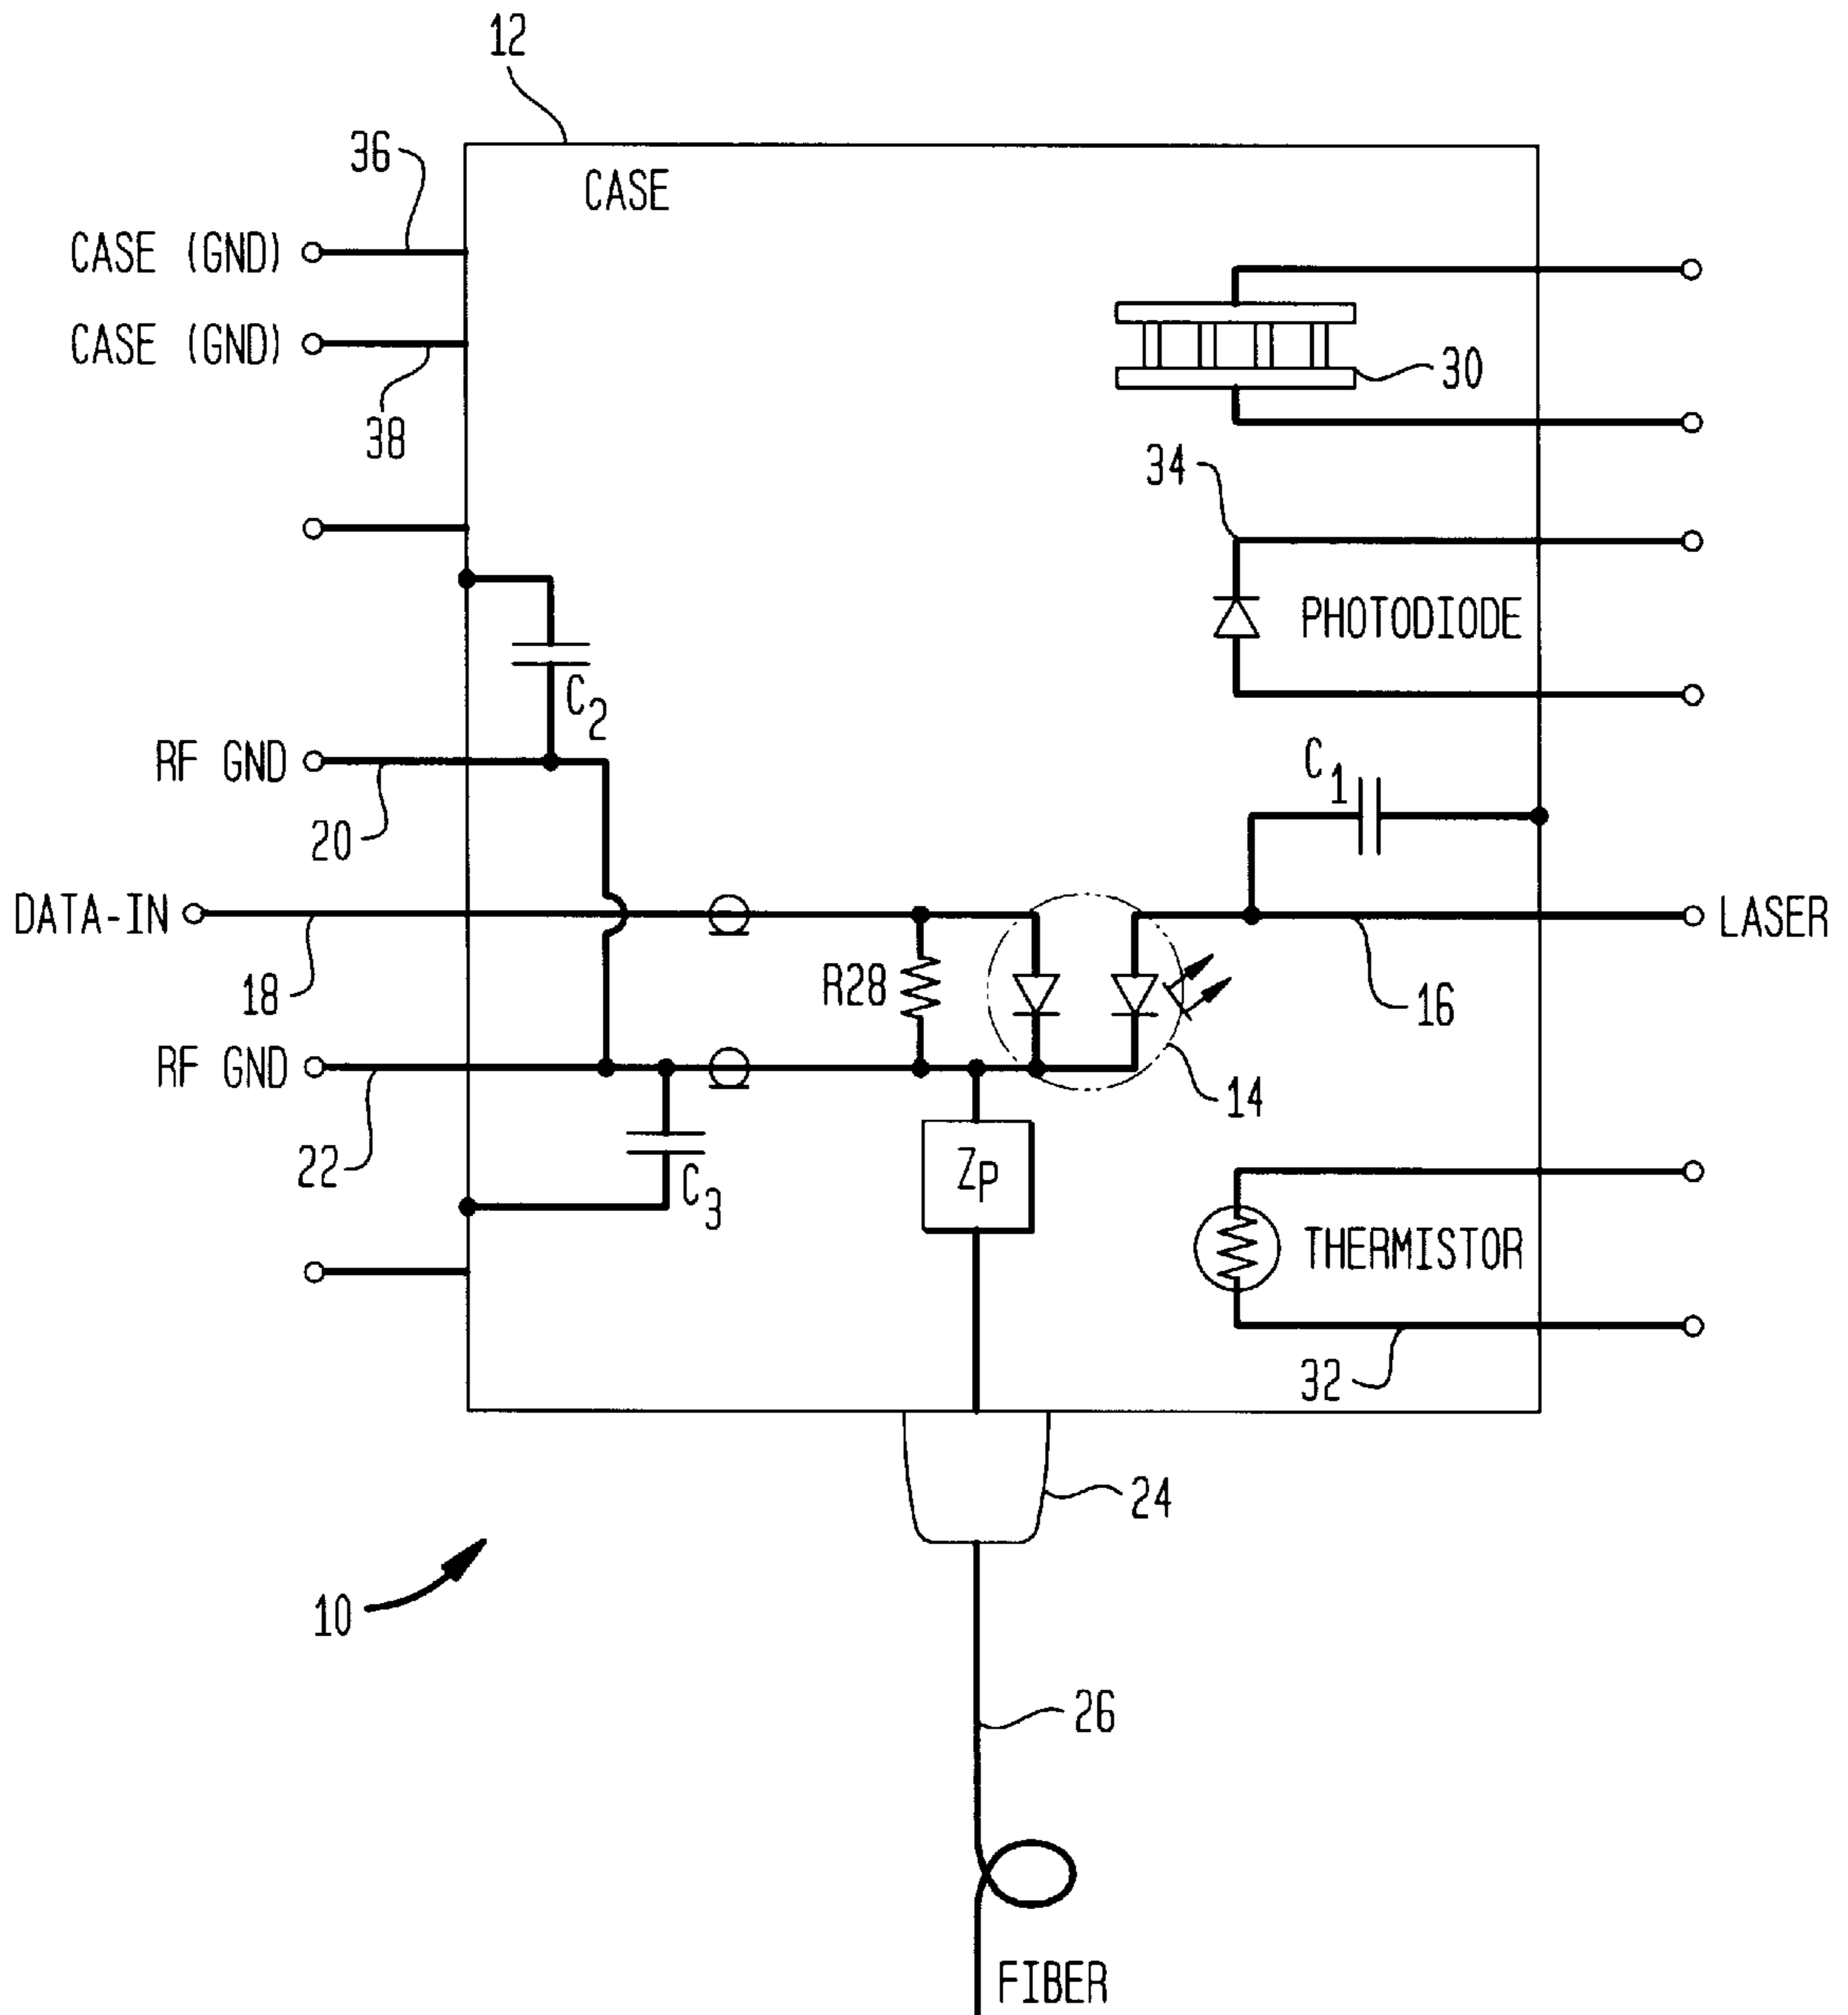 12
36
CASE
CASE (GND)
CASE (GND)
30
38
34
PHOTODIODE
C2
RF GND
C1
20
DATA-IN
LASER
18
R28
16
RF GND
14
22
ZP
C3
THERMISTOR
32
24
10
26
FIBER